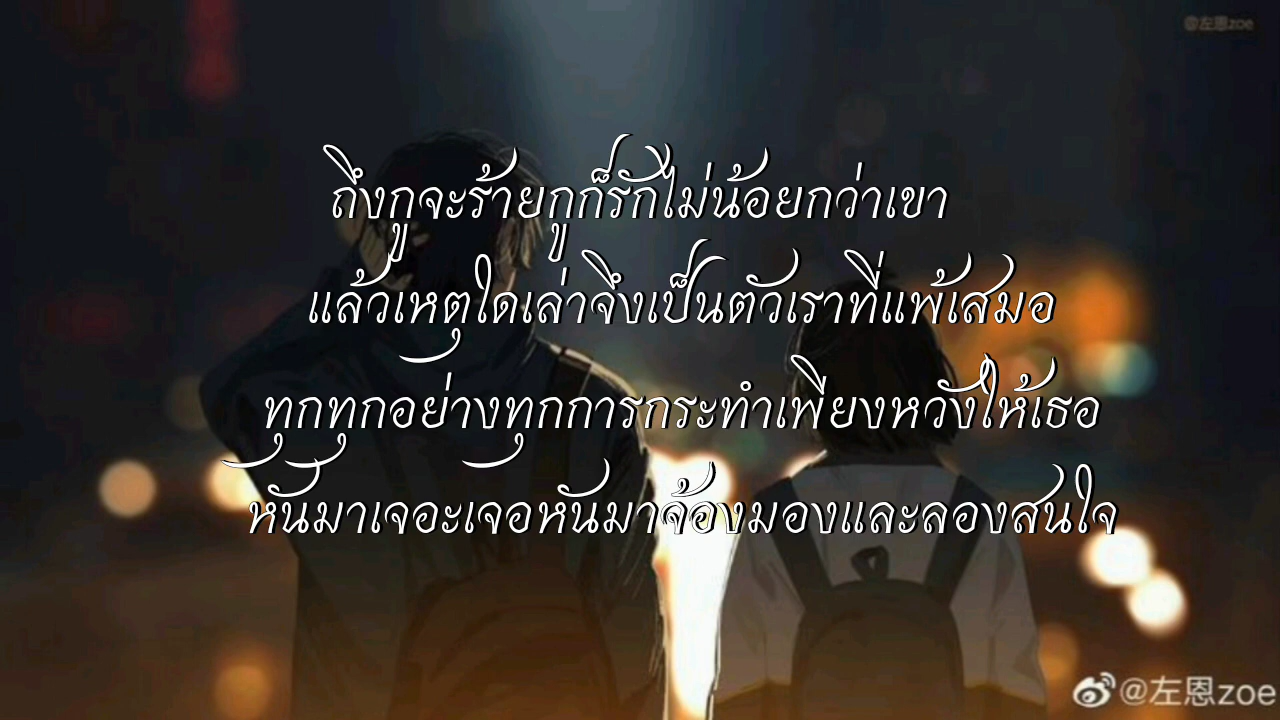 @左恩zoe
ถึงกูจะร้ายกูก็รักไม่น้อยกว่าเขา
แล้วเหตุใดเล่าจึงเป็นตัวเราที่แพ้เสมอ
ทุกทุกอย่างทุกการกระทำเพียงหวังให้เธอ
หันมาเจอะเจอหันมาจ้องมองและลองสนใจ
@左恩zoe